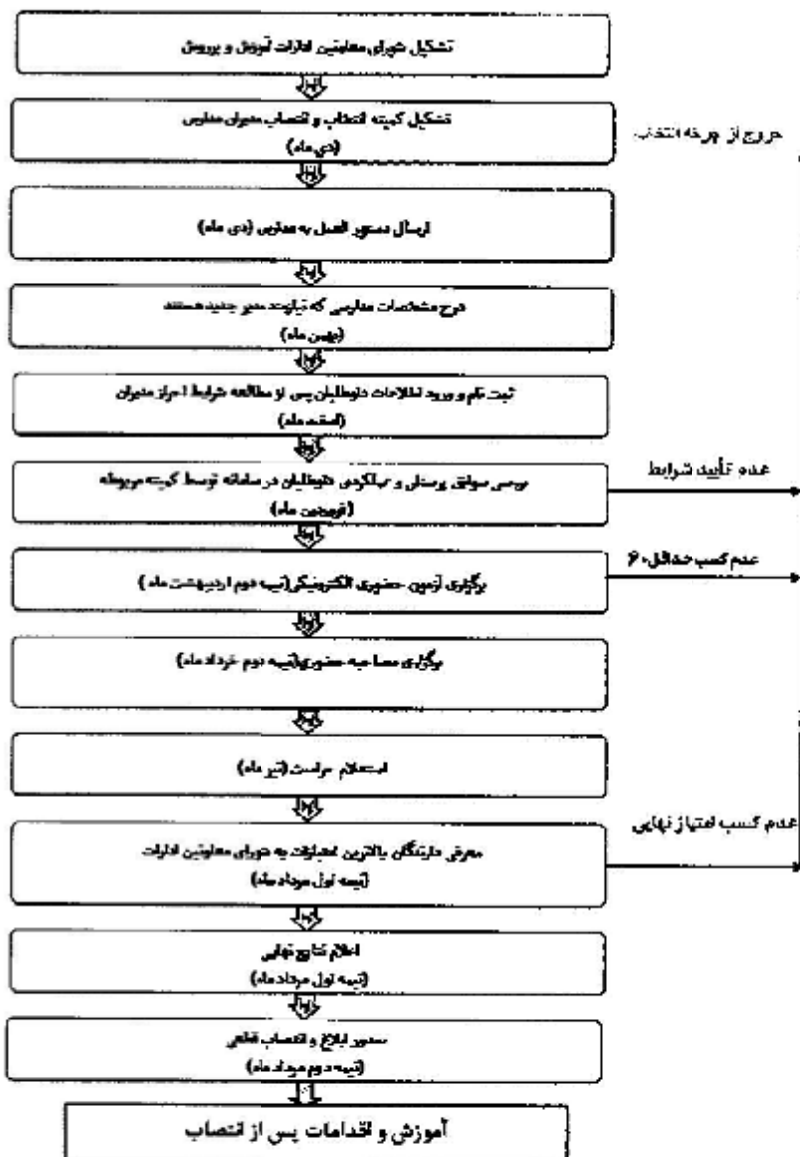 تشکیل شورای معاونین ادارات آموزش و پرورش
تشکیل کمیته انتخاب و انتصاب مدیران مدارس
(دی ماه)
خروج از چرخه انتخاب
ارسال دستور العمل به مدارس (دی ماه)
درج مشخصات مدارسی که نیازمند مدیر جدید هستند
(بهمن ماه)
ثبت نام و ورود اطلاعات داوطلبان پس از مطالعه شرایط احراز مدیران
(اسفند ماه)
بررسی سوابق پرسنلی و عملکردی داوطلبان در سامانه توسط کمیته مربوطه
(فروردین ماه)
عدم تأیید شرایط
برگزاری آزمون حضوری الکترونیکی (نیمه دوم اردیبهشت ماه)
عدم کسب حداقل ۶۰
برگزاری مصاحبه حضوری (نیمه دوم خرداد ماه)
استعلام حراست (تیر ماه)
معرفی دارندگان بالاترین امتیازات به شورای معاونین ادارات
(نیمه اول مرداد ماه)
عدم کسب امتیاز نهایی
اعلام نتایج نهایی
(نیمه اول مرداد ماه)
صدور ابلاغ و انتصاب قطعی
(نیمه دوم مرداد ماه)
آموزش و اقدامات پس از انتصاب